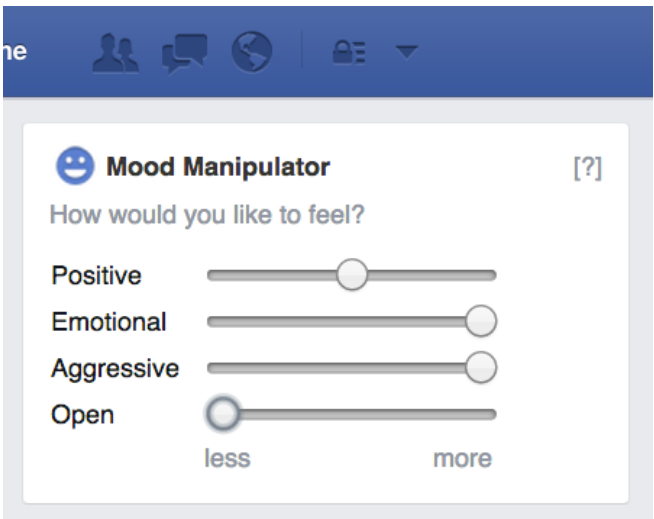 ne
Mood Manipulator [?]
How would you like to feel?
Positive
Emotional
Aggressive
Open
less more